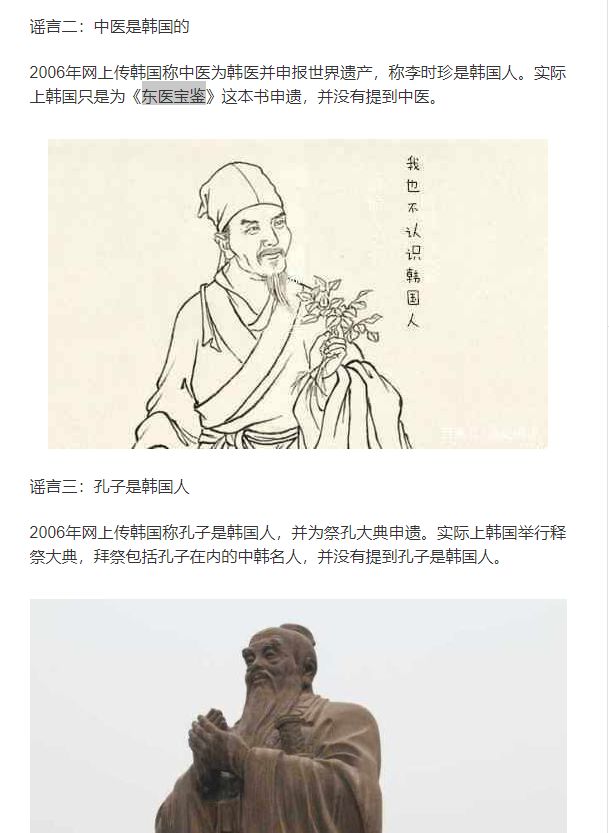 谣言二：中医是韩国的
2006年网上传韩国称中医为韩医并申报世界遗产，称李时珍是韩国人。实际
上韩国只是为《东医宝鉴》这本书申遗，并没有提到中医。
我也不认识韩国人
谣言三：孔子是韩国人
2006年网上传韩国称孔子是韩国人，并为祭孔大典申遗。实际上韩国举行释
祭大典，拜祭包括孔子在内的中韩名人，并没有提到孔子是韩国人。